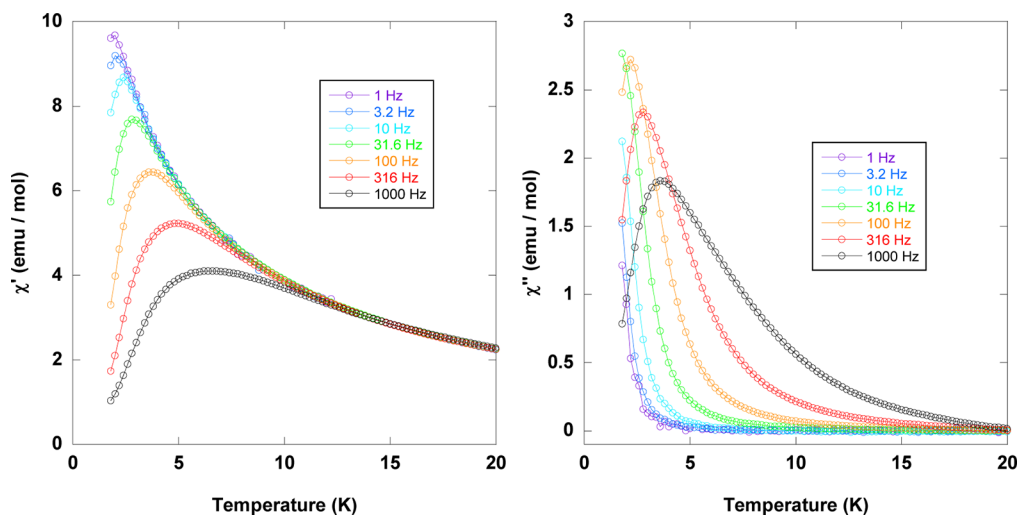 10
8
6
4
2
0
χ' (emu / mol)
1 Hz
3.2 Hz
10 Hz
31.6 Hz
100 Hz
316 Hz
1000 Hz
0 5 10 15 20
Temperature (K)
3
2.5
2
1.5
1
0.5
0
χ" (emu / mol)
1 Hz
3.2 Hz
10 Hz
31.6 Hz
100 Hz
316 Hz
1000 Hz
0 5 10 15 20
Temperature (K)